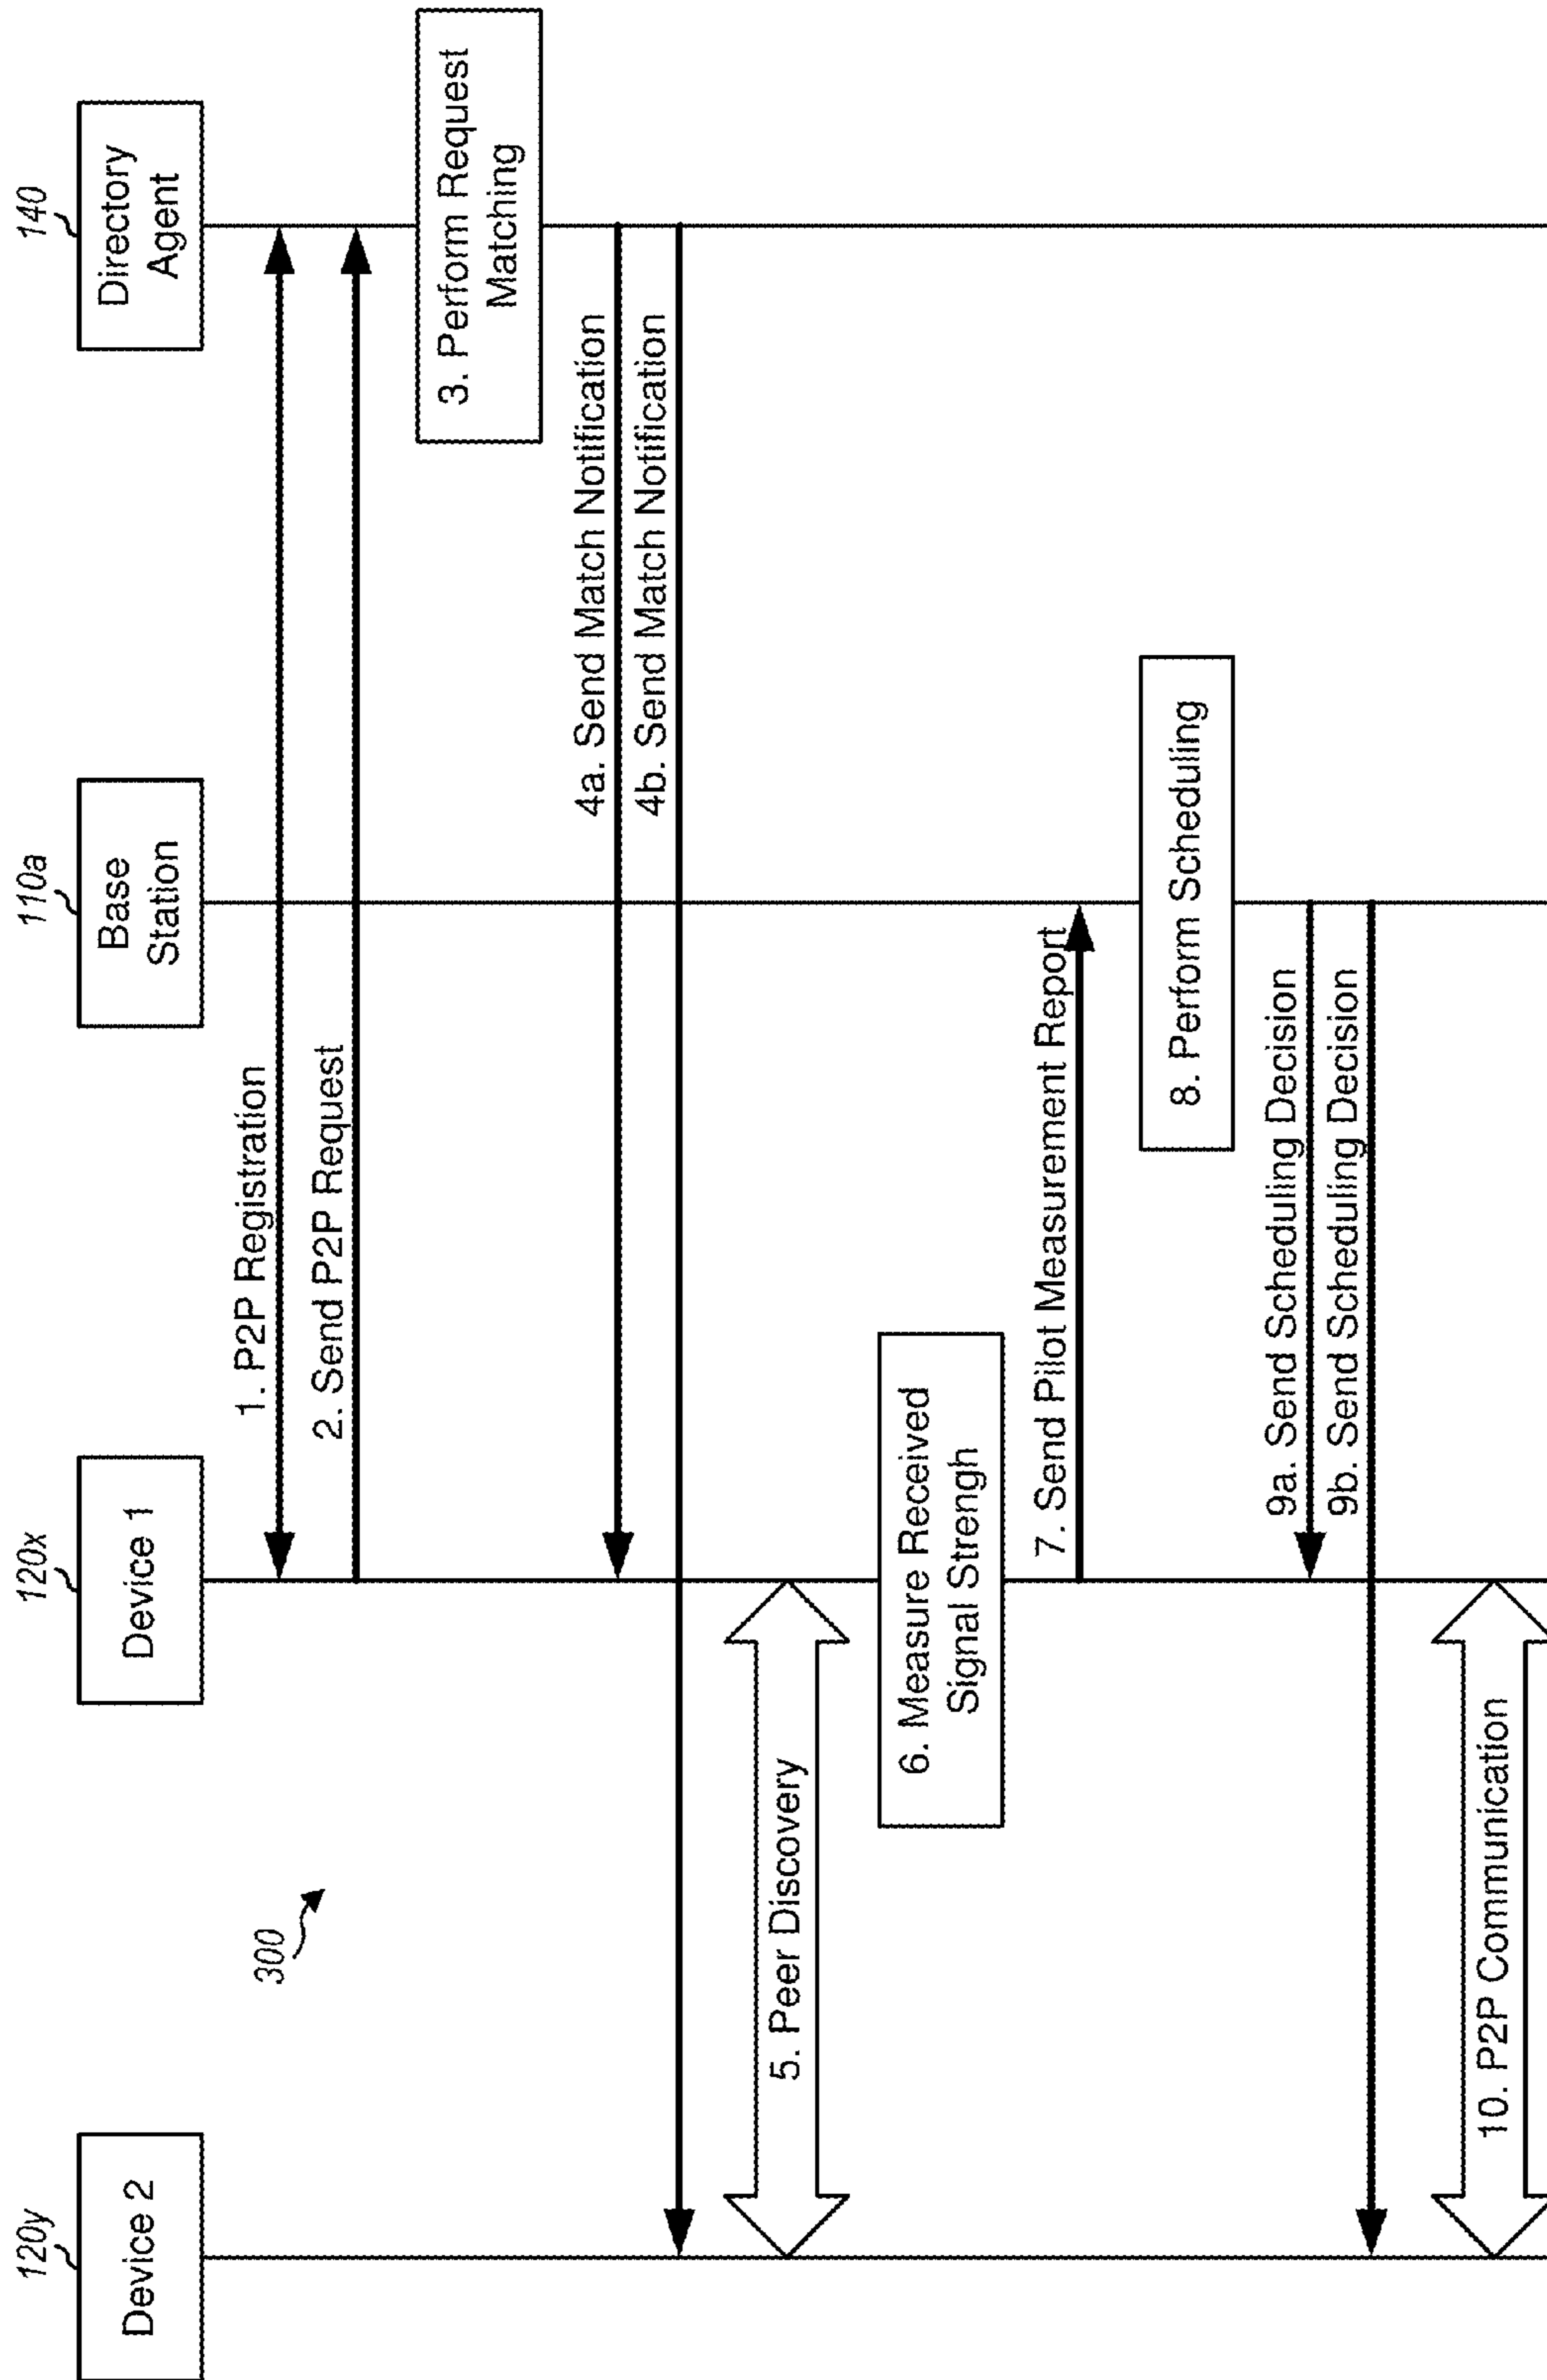 120y
120x
110a
140
Device 2
Device 1
Base
Station
Directory
Agent
300
1. P2P Registration
2. Send P2P Request
3. Perform Request
Matching
4a. Send Match Notification
4b. Send Match Notification
5. Peer Discovery
6. Measure Received
Signal Strengh
7. Send Pilot Measurement Report
8. Perform Scheduling
9a. Send Scheduling Decision
9b. Send Scheduling Decision
10. P2P Communication